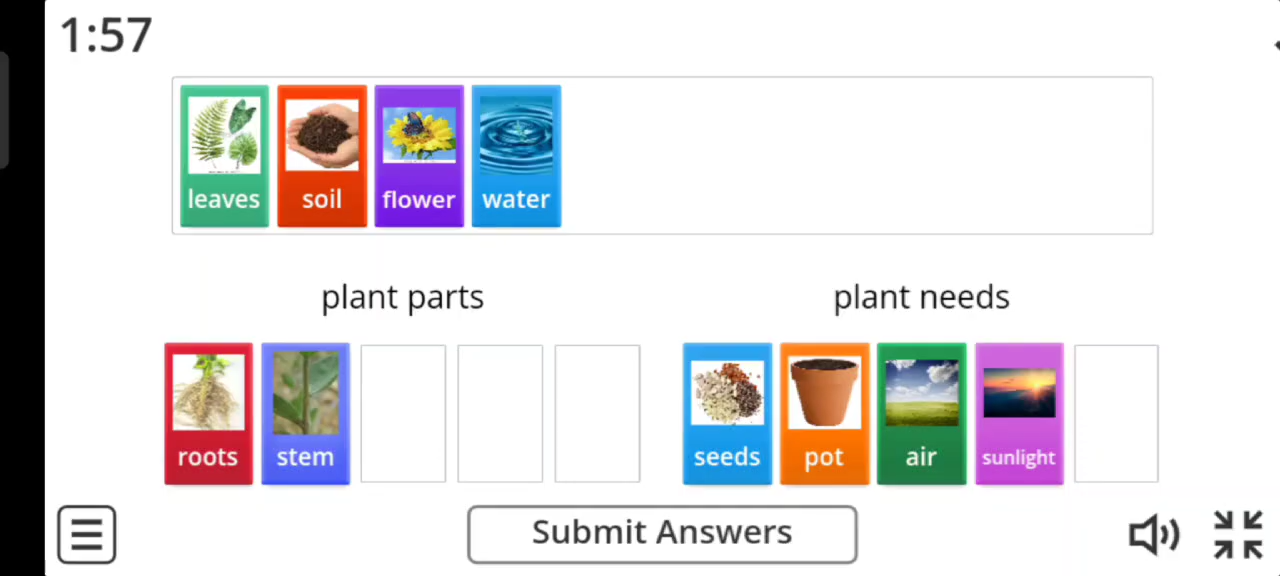 1:57
leaves
soil
flower
water
plant parts
plant needs
roots
stem
seeds
pot
air
sunlight
Submit Answers